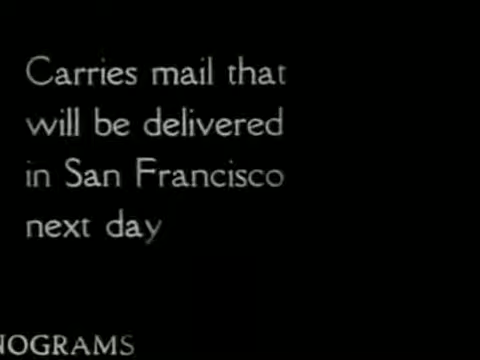 Carries mail that
will be delivered
in San Francisco
next day
NOGRAMS